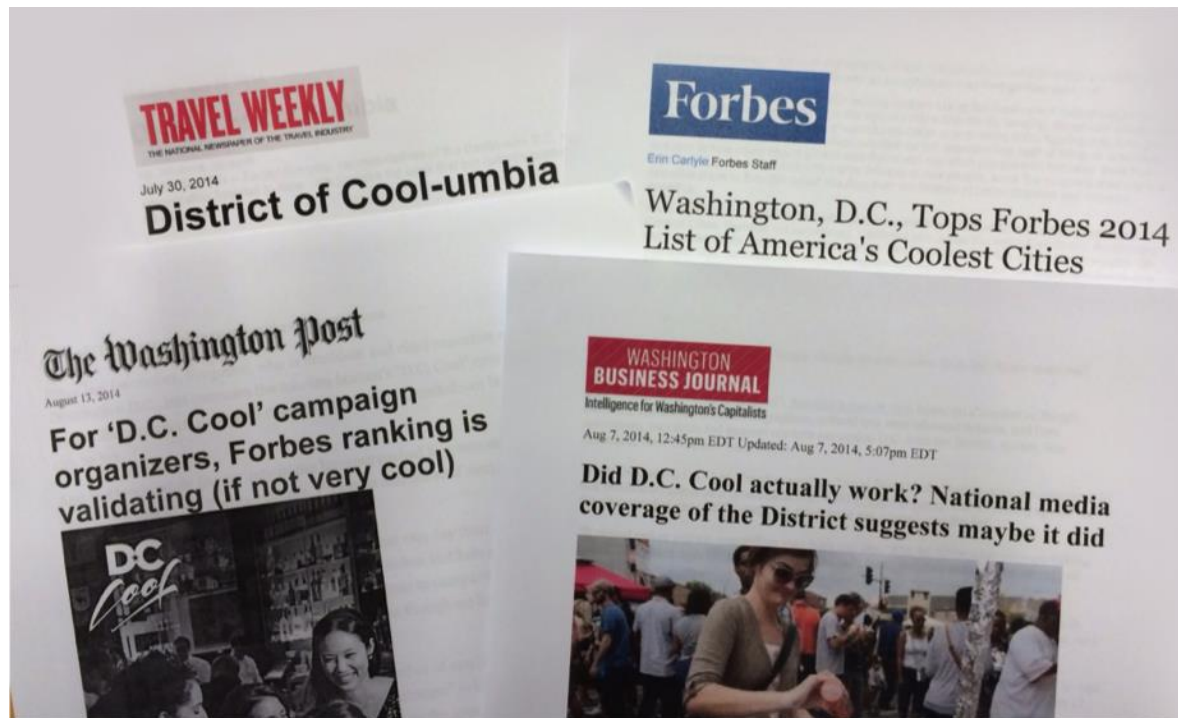 TRAVEL WEEKLY
THE NATIONAL NEWSPAPER OF THE TRAVEL INDUSTRY
July 30, 2014
District of Cool-umbia
Forbes
Erin Carlyle Forbes Staff
Washington, D.C., Tops Forbes 2014
List of America's Coolest Cities
The Washington Post
August 13, 2014
For ‘D.C. Cool’ campaign
organizers, Forbes ranking is
validating (if not very cool)
DC
Cool
WASHINGTON
BUSINESS JOURNAL
Intelligence for Washington's Capitalists
Aug 7, 2014, 12:45pm EDT Updated: Aug 7, 2014, 5:07pm EDT
Did D.C. Cool actually work? National media
coverage of the District suggests maybe it did